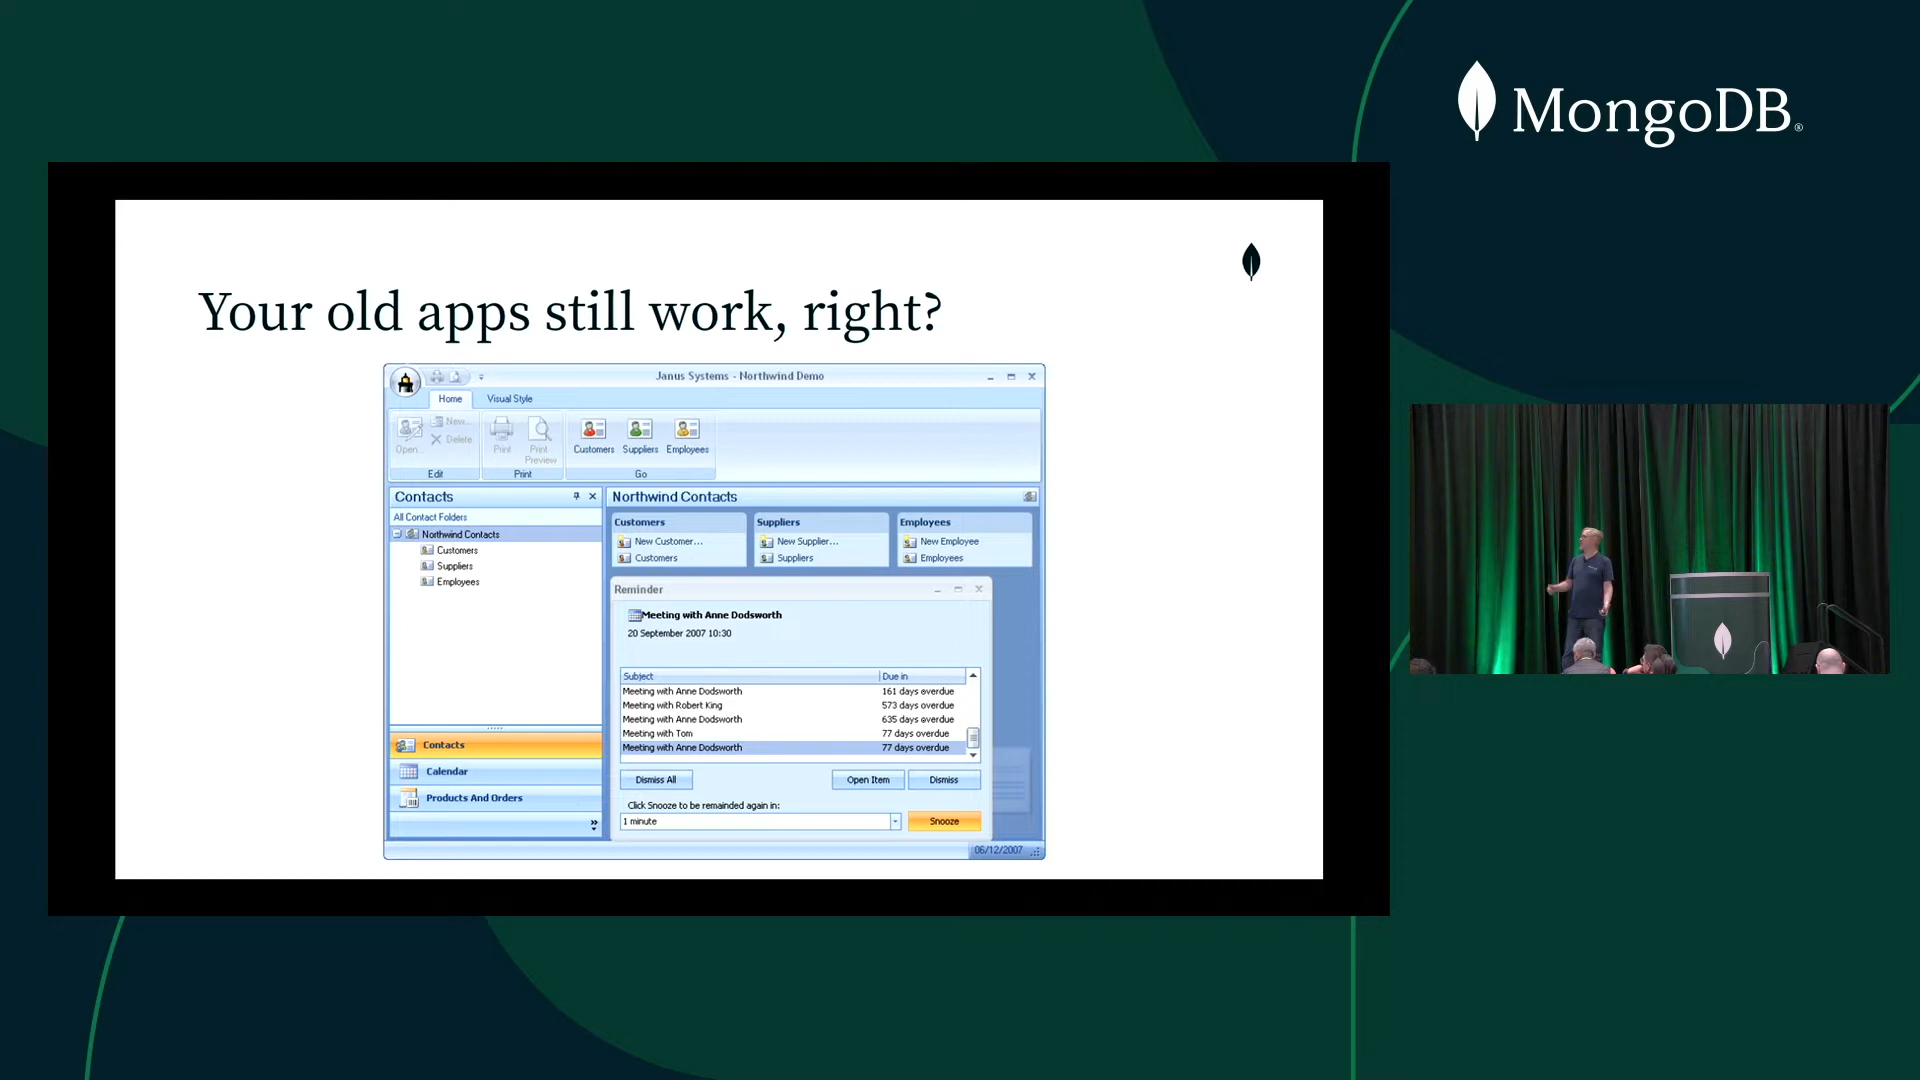 MongoDB®
Your old apps still work, right?
Janus Systems - Northwind Demo
Home Visual Style
Open... New... Delete
Print Print Preview
Customers Suppliers Employees
Edit Print Go
Contacts
All Contact Folders
Northwind Contacts
Customers
Suppliers
Employees
Contacts
Calendar
Products And Orders
Northwind Contacts
Customers
New Customer...
Customers
Suppliers
New Supplier...
Suppliers
Employees
New Employee
Employees
Reminder
Meeting with Anne Dodsworth
20 September 2007 10:30
Subject Due in
Meeting with Anne Dodsworth 161 days overdue
Meeting with Robert King 573 days overdue
Meeting with Anne Dodsworth 635 days overdue
Meeting with Tom 77 days overdue
Meeting with Anne Dodsworth 77 days overdue
Dismiss All Open Item Dismiss
Click Snooze to be remainded again in:
1 minute Snooze
06/12/2007